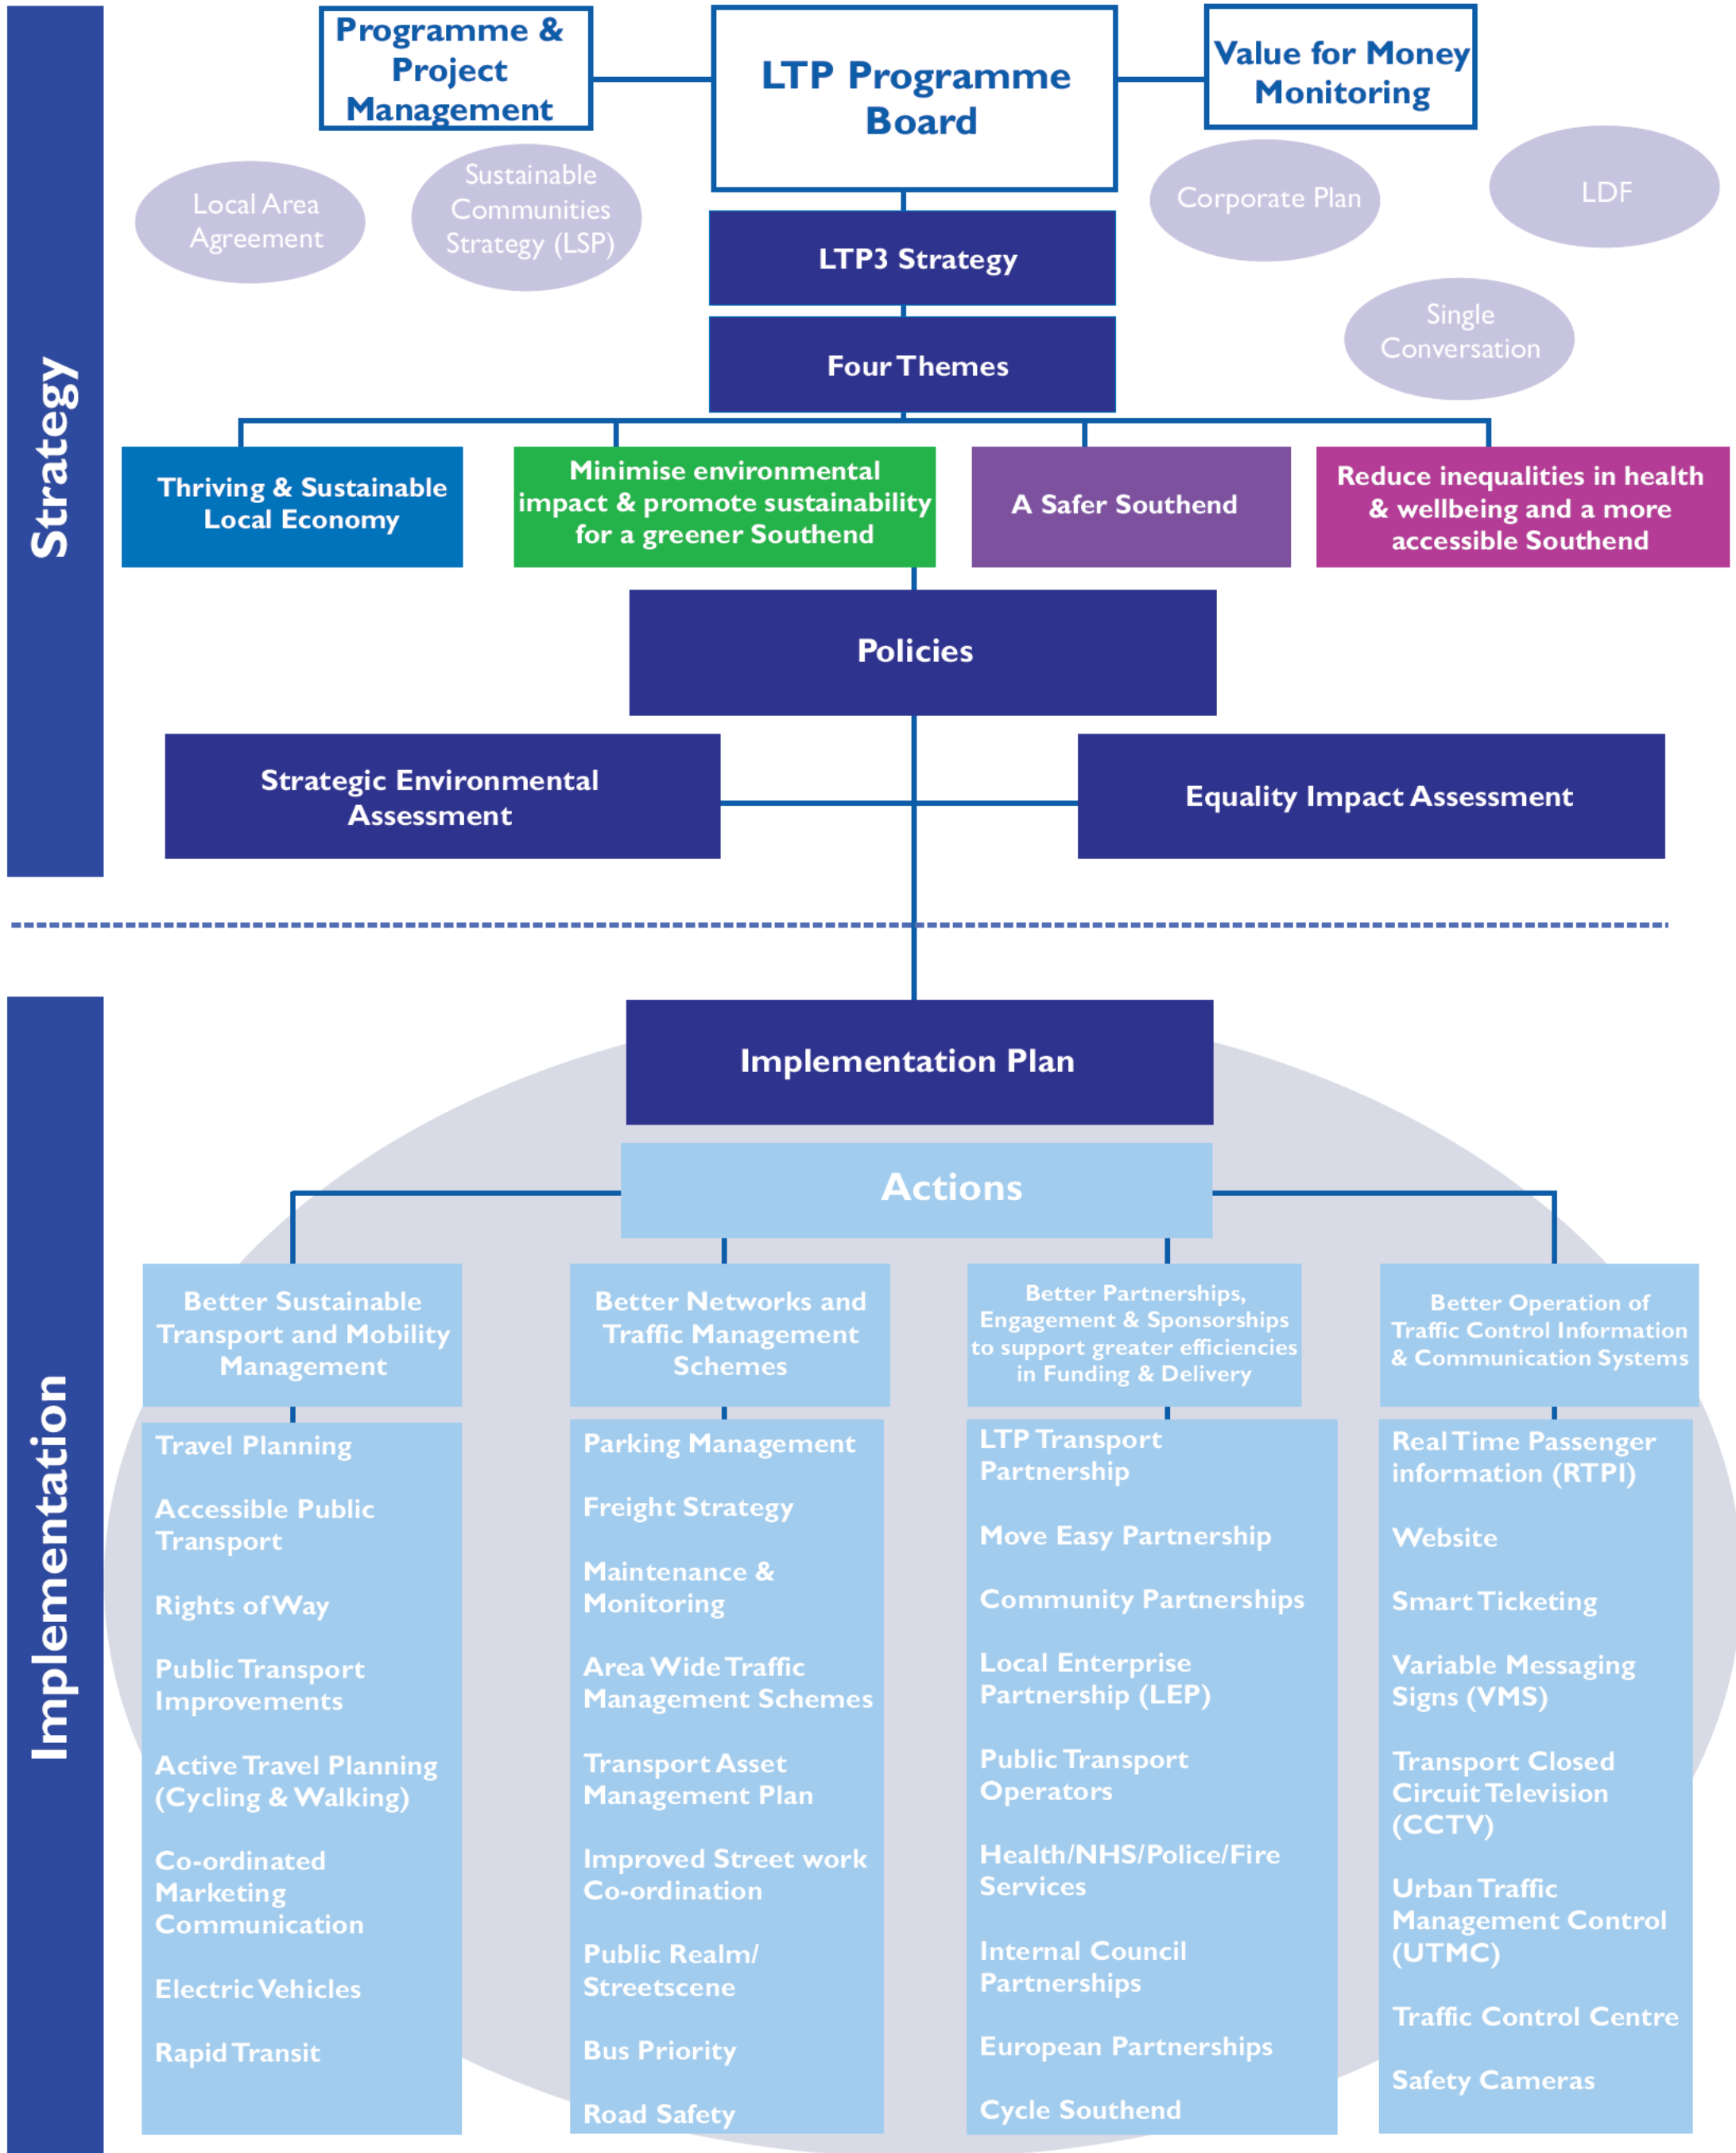 Programme &
Project
Management
LTP Programme
Board
Value for Money
Monitoring
Local Area
Agreement
Sustainable
Communities
Strategy (LSP)
Corporate Plan
LDF
Single
Conversation
LTP3 Strategy
Four Themes
Strategy
Thriving & Sustainable
Local Economy
Minimise environmental
impact & promote sustainability
for a greener Southend
A Safer Southend
Reduce inequalities in health
& wellbeing and a more
accessible Southend
Policies
Strategic Environmental
Assessment
Equality Impact Assessment
Implementation
Implementation Plan
Actions
Better Sustainable
Transport and Mobility
Management
Travel Planning
Accessible Public
Transport
Rights of Way
Public Transport
Improvements
Active Travel Planning
(Cycling & Walking)
Co-ordinated
Marketing
Communication
Electric Vehicles
Rapid Transit
Better Networks and
Traffic Management
Schemes
Parking Management
Freight Strategy
Maintenance &
Monitoring
Area Wide Traffic
Management Schemes
Transport Asset
Management Plan
Improved Street work
Co-ordination
Public Realm/
Streetscene
Bus Priority
Road Safety
Better Partnerships,
Engagement & Sponsorships
to support greater efficiencies
in Funding & Delivery
LTP Transport
Partnership
Move Easy Partnership
Community Partnerships
Local Enterprise
Partnership (LEP)
Public Transport
Operators
Health/NHS/Police/Fire
Services
Internal Council
Partnerships
European Partnerships
Cycle Southend
Better Operation of
Traffic Control Information
& Communication Systems
Real Time Passenger
information (RTPI)
Website
Smart Ticketing
Variable Messaging
Signs (VMS)
Transport Closed
Circuit Television
(CCTV)
Urban Traffic
Management Control
(UTMC)
Traffic Control Centre
Safety Cameras